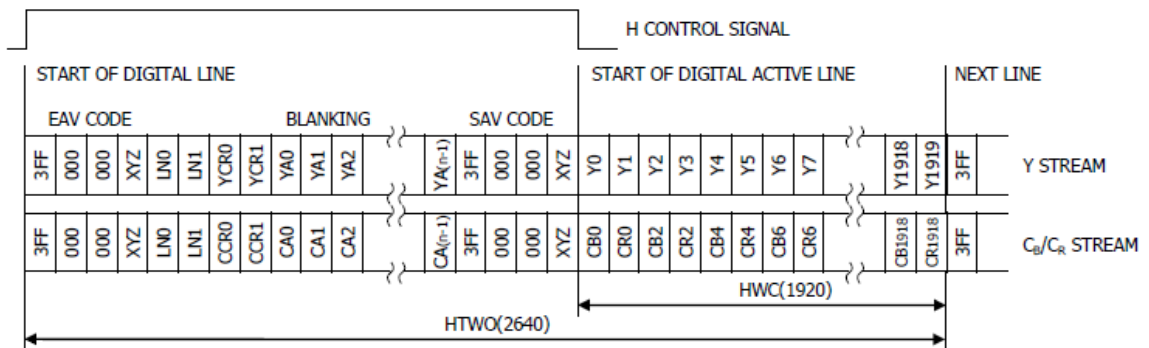 H CONTROL SIGNAL
START OF DIGITAL LINE START OF DIGITAL ACTIVE LINE NEXT LINE
EAV CODE BLANKING SAV CODE
3FF 000 000 XYZ LN0 LN1 YCR0 YCR1 YA0 YA1 YA2 YA(n-1) 3FF 000 000 XYZ Y0 Y1 Y2 Y3 Y4 Y5 Y6 Y7 Y1918 Y1919 3FF Y STREAM
3FF 000 000 XYZ LN0 LN1 CCR0 CCR1 CA0 CA1 CA2 CA(n-1) 3FF 000 000 XYZ CB0 CR0 CB2 CR2 CB4 CR4 CB6 CR6 CB1918 CR1918 3FF CB/CR STREAM
HWC(1920)
HTWO(2640)